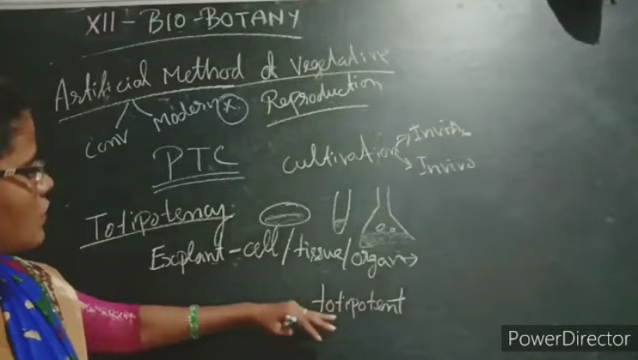 XII - BIO-BOTANY
Artificial Method of Vegetative
Reproduction
Conv Modern x
PTC cultivation Invitro
Invivo
Totipotency
Explant - cell/tissue/organ →
totipotent
PowerDirector